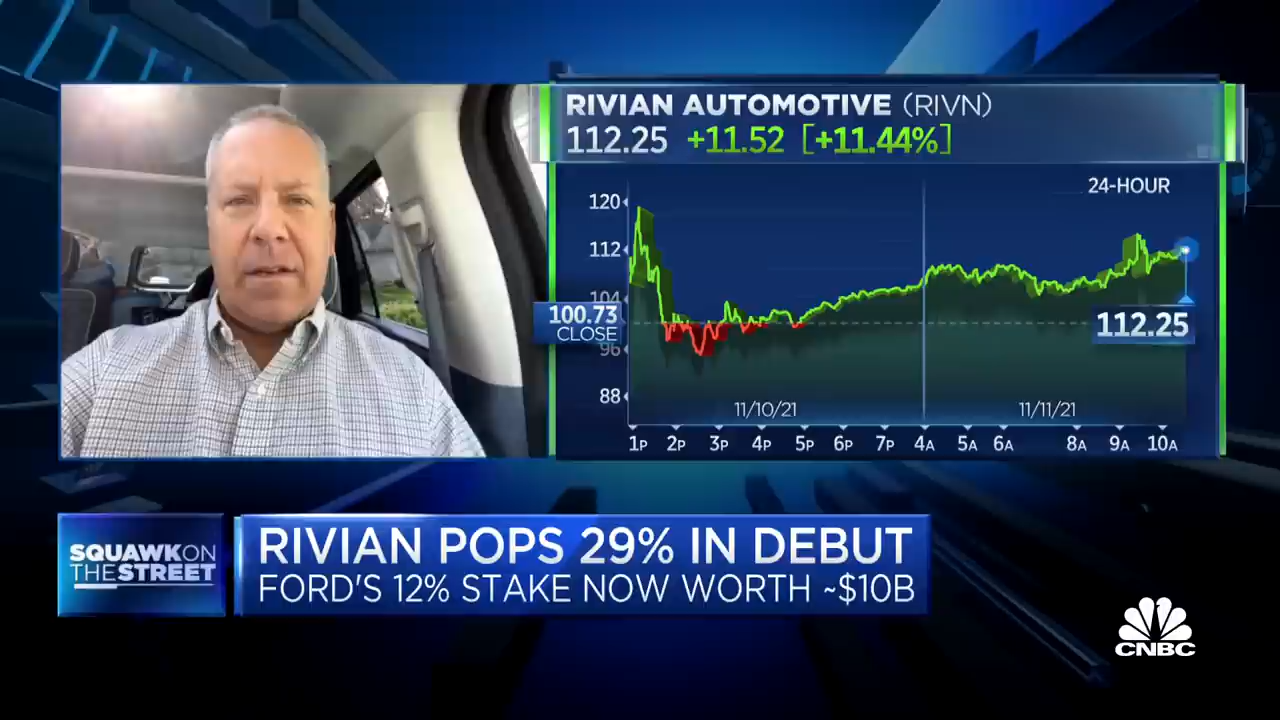 RIVIAN AUTOMOTIVE (RIVN)
112.25 +11.52 [+11.44%]
24-HOUR
120
112
104
100.73
CLOSE
96
88
112.25
11/10/21 11/11/21
1P 2P 3P 4P 5P 6P 7P 4A 5A 6A 8A 9A 10A
SQUAWK ON
THE STREET
RIVIAN POPS 29% IN DEBUT
FORD'S 12% STAKE NOW WORTH ~$10B
CNBC